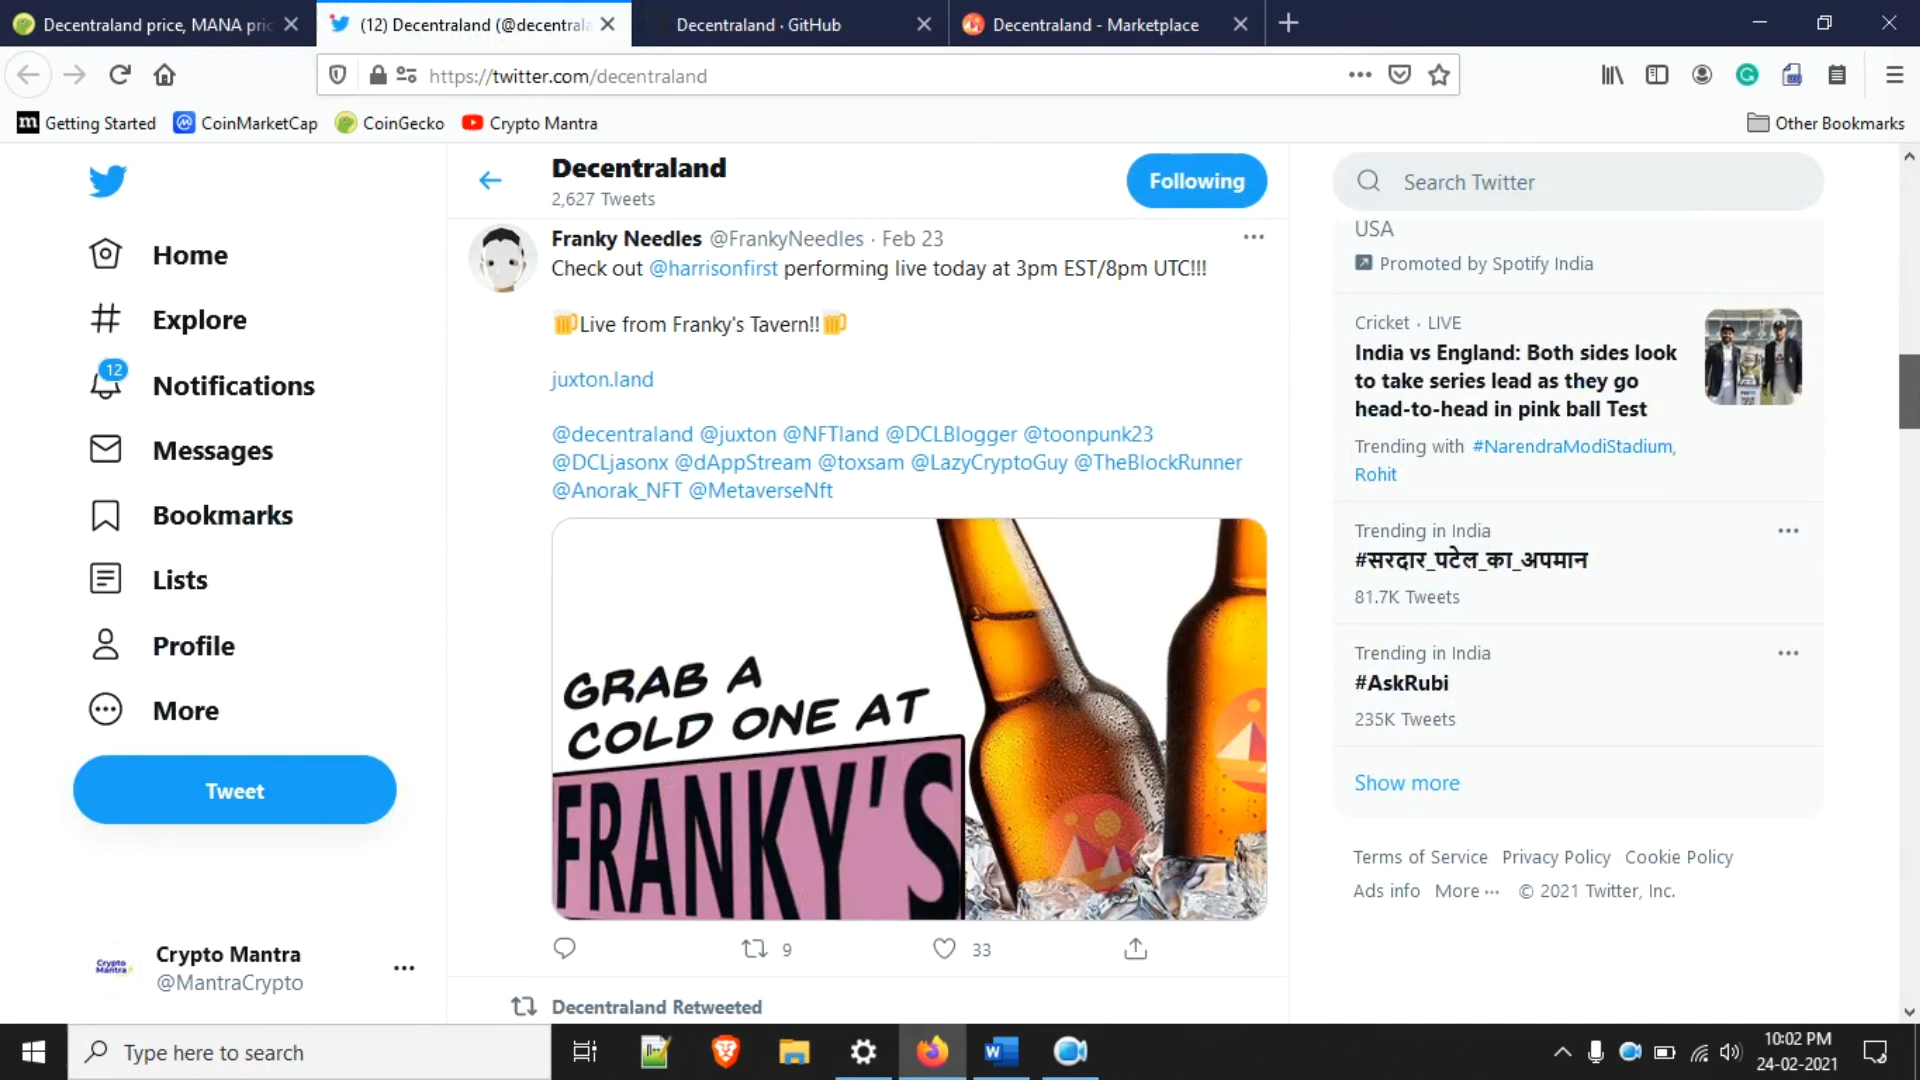 Decentraland price, MANA pric
(12) Decentraland (@decentrala
Decentraland · GitHub
Decentraland - Marketplace
https://twitter.com/decentraland
Getting Started
CoinMarketCap
CoinGecko
Crypto Mantra
Other Bookmarks
Home
Explore
12
Notifications
Messages
Bookmarks
Lists
Profile
More
Tweet
Crypto Mantra
Crypto Mantra
@MantraCrypto
Decentraland
2,627 Tweets
Following
Franky Needles @FrankyNeedles · Feb 23
Check out @harrisonfirst performing live today at 3pm EST/8pm UTC!!!
🍺Live from Franky's Tavern!!🍺
juxton.land
@decentraland @juxton @NFTland @DCLBlogger @toonpunk23
@DCLjasonx @dAppStream @toxsam @LazyCryptoGuy @TheBlockRunner
@Anorak_NFT @MetaverseNft
GRAB A
COLD ONE AT
FRANKY'S
9
33
Decentraland Retweeted
Search Twitter
USA
Promoted by Spotify India
Cricket · LIVE
India vs England: Both sides look
to take series lead as they go
head-to-head in pink ball Test
Trending with #NarendraModiStadium,
Rohit
Trending in India
#सरदार_पटेल_का_अपमान
81.7K Tweets
Trending in India
#AskRubi
235K Tweets
Show more
Terms of Service Privacy Policy Cookie Policy
Ads info More ··· © 2021 Twitter, Inc.
Type here to search
10:02 PM
24-02-2021